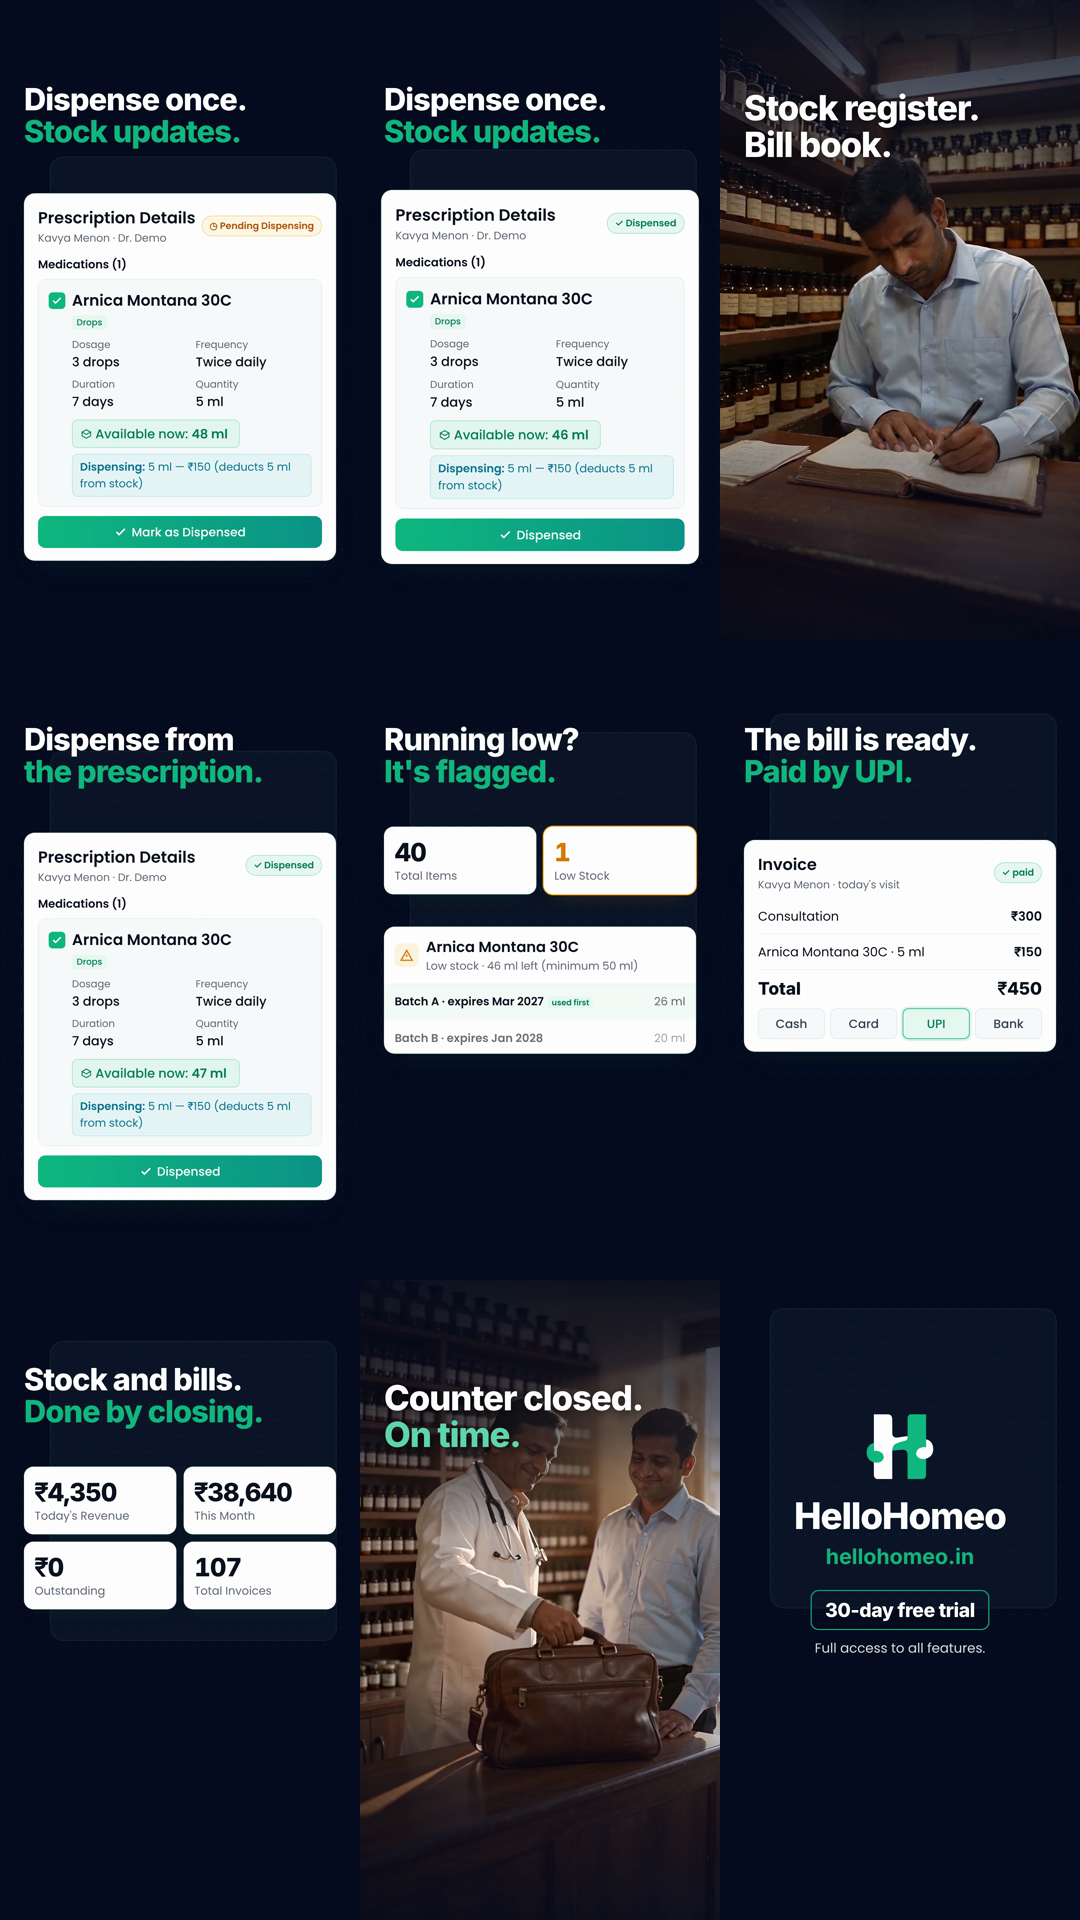 Dispense once.
Stock updates.
Prescription Details
Pending Dispensing
Kavya Menon · Dr. Demo
Medications (1)
Arnica Montana 30C
Drops
Dosage
Frequency
3 drops
Twice daily
Duration
Quantity
7 days
5 ml
Available now: 48 ml
Dispensing: 5 ml — ₹150 (deducts 5 ml
from stock)
Mark as Dispensed
Dispense once.
Stock updates.
Prescription Details
Dispensed
Kavya Menon · Dr. Demo
Medications (1)
Arnica Montana 30C
Drops
Dosage
Frequency
3 drops
Twice daily
Duration
Quantity
7 days
5 ml
Available now: 46 ml
Dispensing: 5 ml — ₹150 (deducts 5 ml
from stock)
Dispensed
Stock register.
Bill book.
Dispense from
the prescription.
Prescription Details
Dispensed
Kavya Menon · Dr. Demo
Medications (1)
Arnica Montana 30C
Drops
Dosage
Frequency
3 drops
Twice daily
Duration
Quantity
7 days
5 ml
Available now: 47 ml
Dispensing: 5 ml — ₹150 (deducts 5 ml
from stock)
Dispensed
Running low?
It's flagged.
40
Total Items
1
Low Stock
Arnica Montana 30C
Low stock · 46 ml left (minimum 50 ml)
Batch A · expires Mar 2027 used first 26 ml
Batch B · expires Jan 2028 20 ml
The bill is ready.
Paid by UPI.
Invoice
paid
Kavya Menon · today's visit
Consultation ₹300
Arnica Montana 30C · 5 ml ₹150
Total ₹450
Cash Card UPI Bank
Stock and bills.
Done by closing.
₹4,350
Today's Revenue
₹38,640
This Month
₹0
Outstanding
107
Total Invoices
Counter closed.
On time.
HelloHomeo
hellohomeo.in
30-day free trial
Full access to all features.